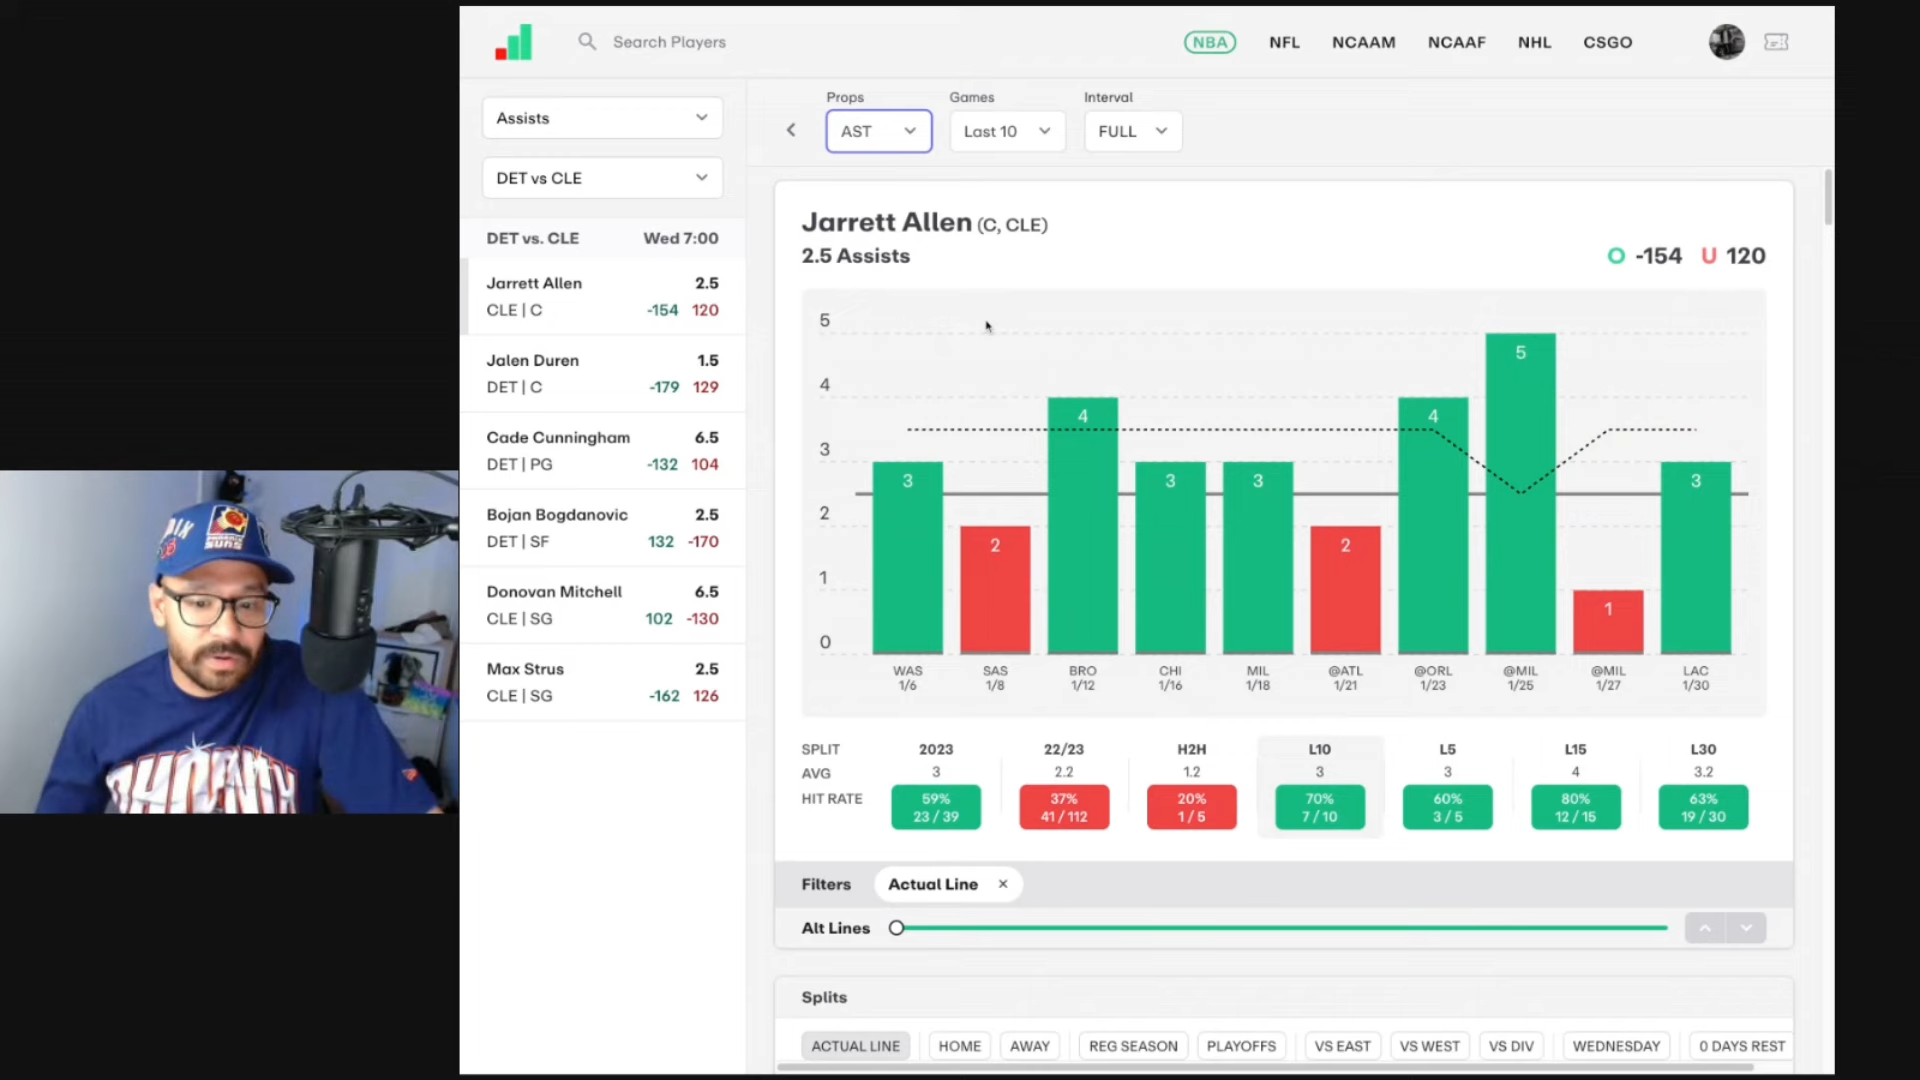 Search Players
NBA NFL NCAAM NCAAF NHL CSGO
Assists
DET vs CLE
DET vs. CLE Wed 7:00
Jarrett Allen 2.5
CLE | C -154 120
Jalen Duren 1.5
DET | C -179 129
Cade Cunningham 6.5
DET | PG -132 104
Bojan Bogdanovic 2.5
DET | SF 132 -170
Donovan Mitchell 6.5
CLE | SG 102 -130
Max Strus 2.5
CLE | SG -162 126
Props Games Interval
AST Last 10 FULL
Jarrett Allen (C, CLE)
2.5 Assists
O -154 U 120
5
4
3
2
1
0
3 2 4 3 3 2 4 5 1 3
WAS SAS BRO CHI MIL @ATL @ORL @MIL @MIL LAC
1/6 1/8 1/12 1/16 1/18 1/21 1/23 1/25 1/27 1/30
SPLIT 2023 22/23 H2H L10 L5 L15 L30
AVG 3 2.2 1.2 3 3 4 3.2
HIT RATE 59% 37% 20% 70% 60% 80% 63%
23 / 39 41 / 112 1 / 5 7 / 10 3 / 5 12 / 15 19 / 30
Filters Actual Line ×
Alt Lines
Splits
ACTUAL LINE HOME AWAY REG SEASON PLAYOFFS VS EAST VS WEST VS DIV WEDNESDAY 0 DAYS REST
SUNS